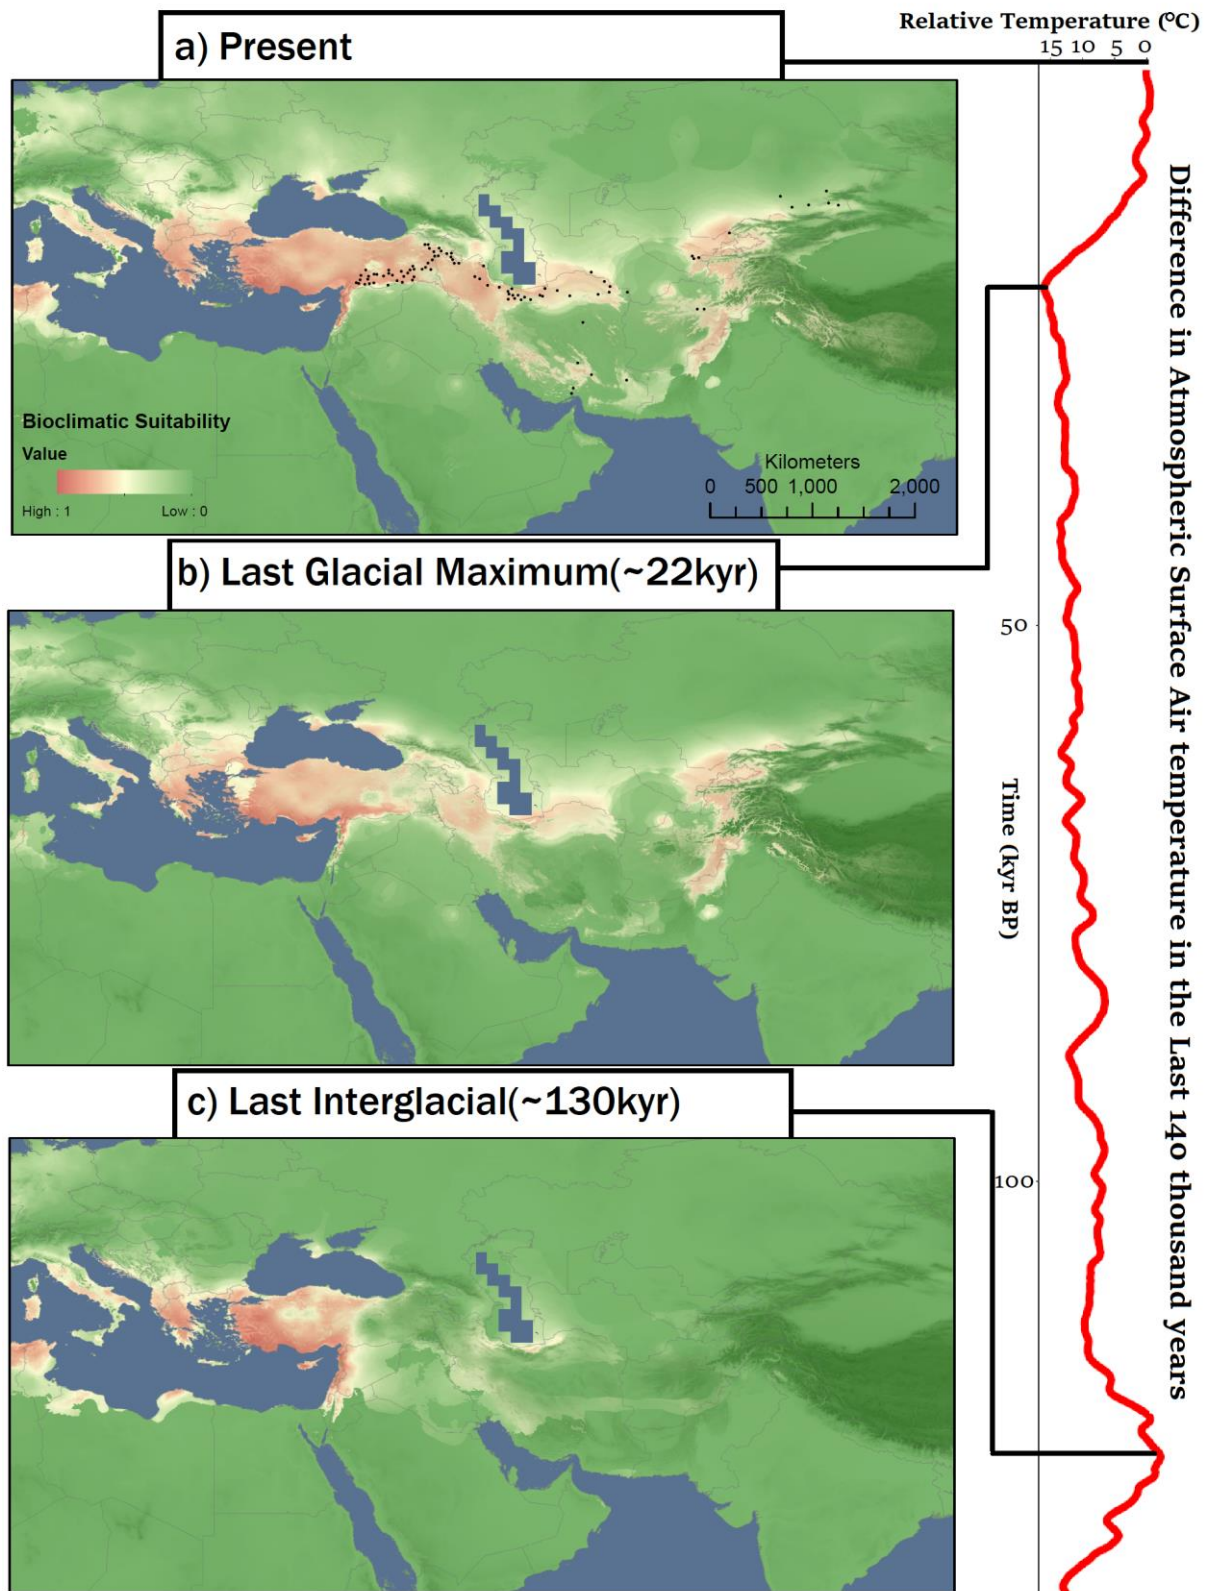 Relative Temperature (°C)
15 10 5 0
a) Present
Bioclimatic Suitability
Value
High : 1 Low : 0
Kilometers
0 500 1,000 2,000
b) Last Glacial Maximum(~22kyr)
50
Time (kyr BP)
c) Last Interglacial(~130kyr)
100
Difference in Atmospheric Surface Air temperature in the Last 140 thousand years